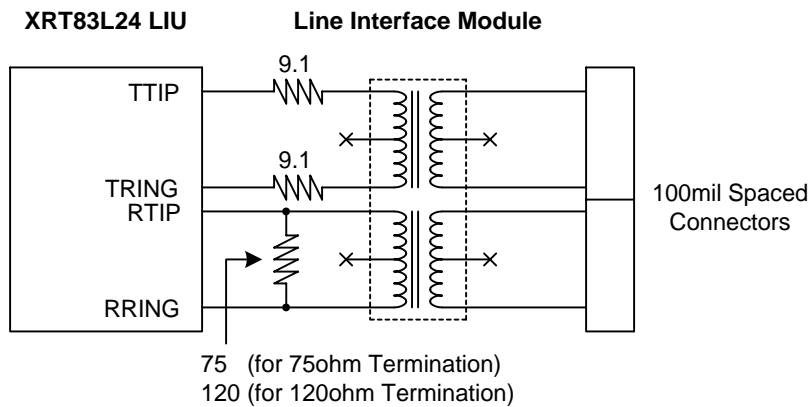 XRT83L24 LIU
Line Interface Module
9.1
TTIP
9.1
TRING
RTIP
100mil Spaced
Connectors
RRING
75 (for 75ohm Termination)
120 (for 120ohm Termination)